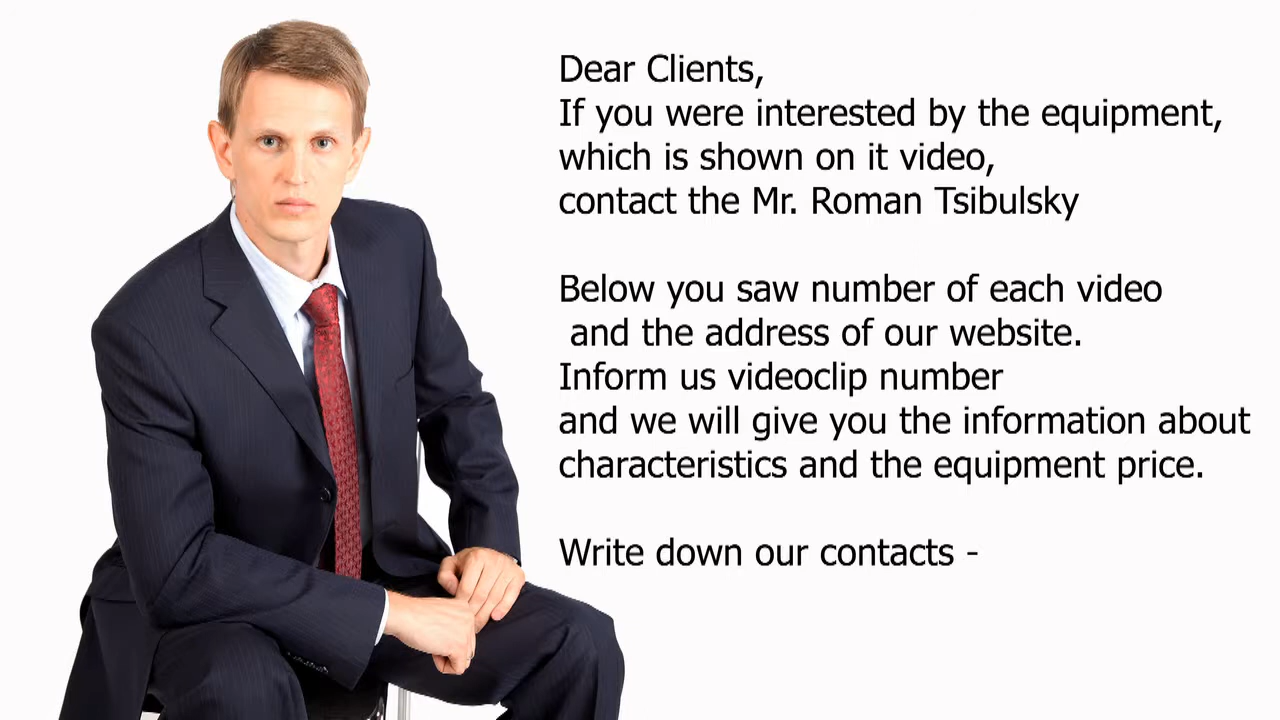 Dear Clients,
If you were interested by the equipment,
which is shown on it video,
contact the Mr. Roman Tsibulsky
Below you saw number of each video
and the address of our website.
Inform us videoclip number
and we will give you the information about
characteristics and the equipment price.
Write down our contacts -